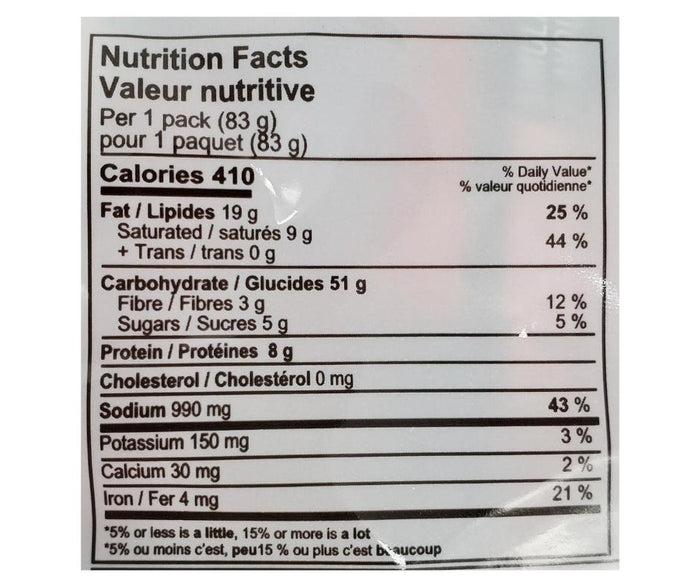 Nutrition Facts
Valeur nutritive
Per 1 pack (83 g)
pour 1 paquet (83 g)
Calories 410
% Daily Value*
% valeur quotidienne*
Fat / Lipides 19 g 25 %
Saturated / saturés 9 g
+ Trans / trans 0 g 44 %
Carbohydrate / Glucides 51 g
Fibre / Fibres 3 g 12 %
Sugars / Sucres 5 g 5 %
Protein / Protéines 8 g
Cholesterol / Cholestérol 0 mg
Sodium 990 mg 43 %
Potassium 150 mg 3 %
Calcium 30 mg 2 %
Iron / Fer 4 mg 21 %
*5% or less is a little, 15% or more is a lot
*5% ou moins c'est, peu15 % ou plus c'est beaucoup